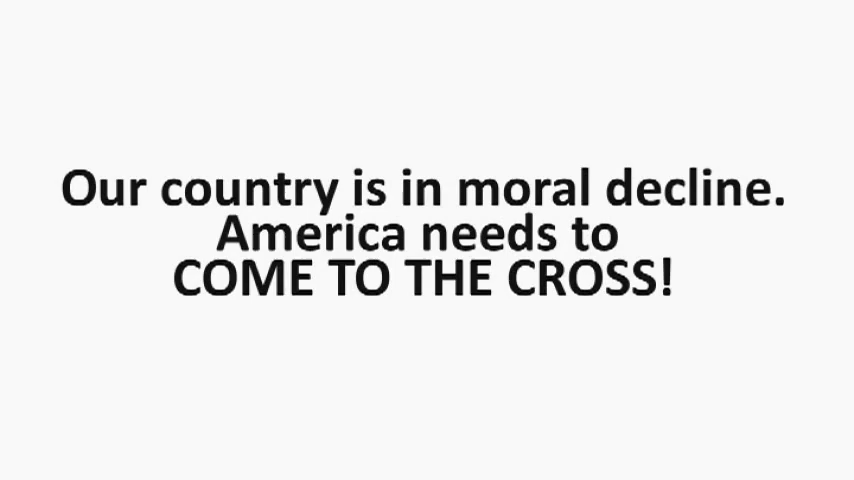 Our country is in moral decline.
America needs to
COME TO THE CROSS!